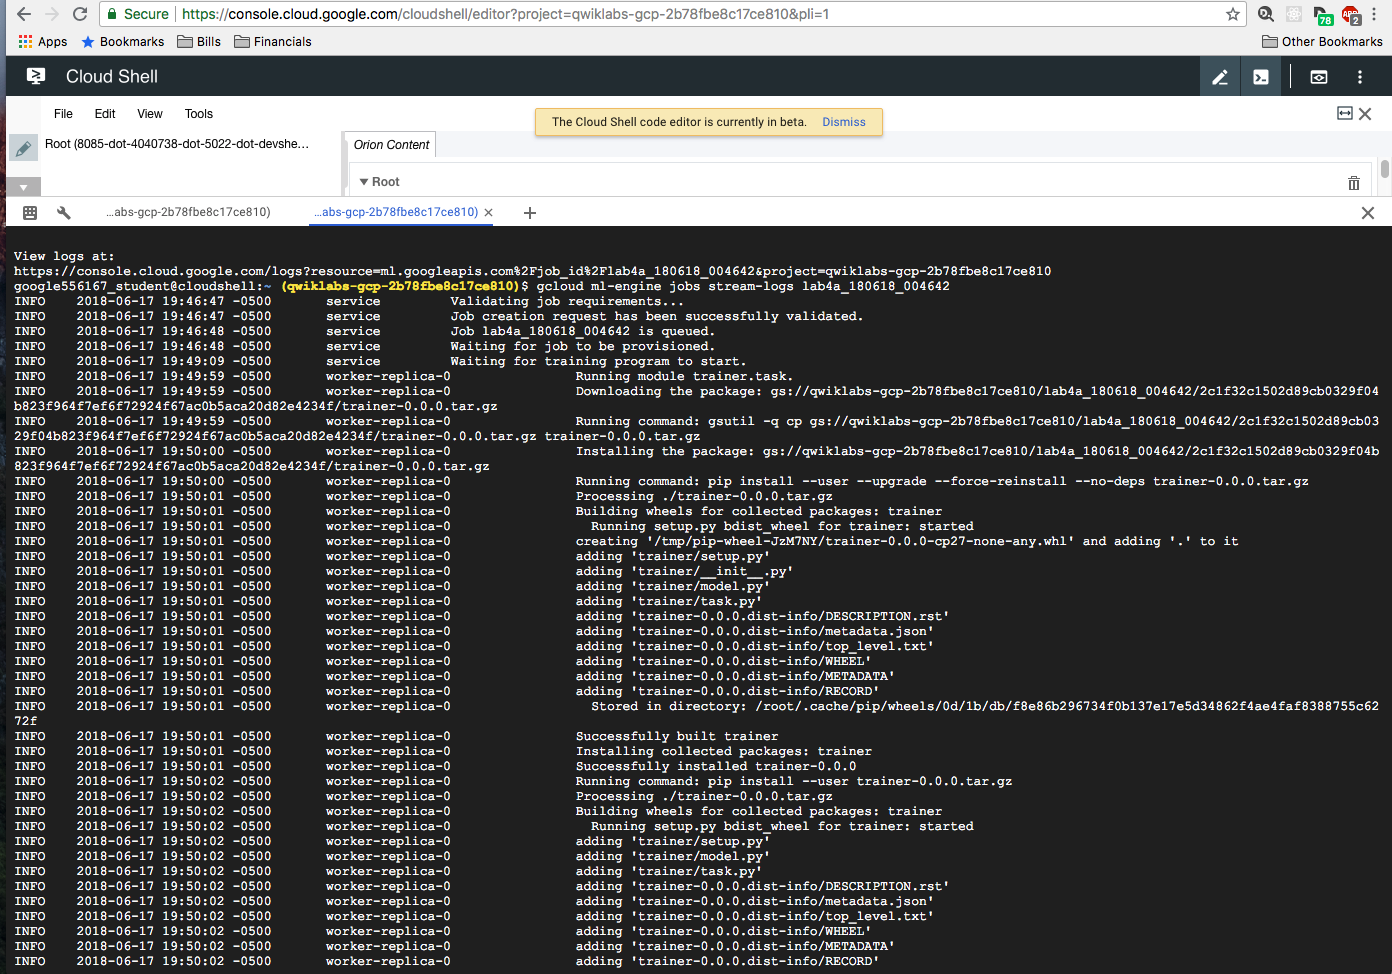 Secure https://console.cloud.google.com/cloudshell/editor?project=qwiklabs-gcp-2b78fbe8c17ce810&pli=1
78 2
Apps Bookmarks Bills Financials Other Bookmarks
Cloud Shell
File Edit View Tools
The Cloud Shell code editor is currently in beta. Dismiss
Root (8085-dot-4040738-dot-5022-dot-devshe...
Orion Content
Root
...abs-gcp-2b78fbe8c17ce810) ...abs-gcp-2b78fbe8c17ce810)
View logs at:
https://console.cloud.google.com/logs?resource=ml.googleapis.com%2Fjob_id%2Flab4a_180618_004642&project=qwiklabs-gcp-2b78fbe8c17ce810
google556167_student@cloudshell:~ (qwiklabs-gcp-2b78fbe8c17ce810)$ gcloud ml-engine jobs stream-logs lab4a_180618_004642
INFO 2018-06-17 19:46:47 -0500 service Validating job requirements...
INFO 2018-06-17 19:46:47 -0500 service Job creation request has been successfully validated.
INFO 2018-06-17 19:46:48 -0500 service Job lab4a_180618_004642 is queued.
INFO 2018-06-17 19:46:48 -0500 service Waiting for job to be provisioned.
INFO 2018-06-17 19:49:09 -0500 service Waiting for training program to start.
INFO 2018-06-17 19:49:59 -0500 worker-replica-0 Running module trainer.task.
INFO 2018-06-17 19:49:59 -0500 worker-replica-0 Downloading the package: gs://qwiklabs-gcp-2b78fbe8c17ce810/lab4a_180618_004642/2c1f32c1502d89cb0329f04
b823f964f7ef6f72924f67ac0b5aca20d82e4234f/trainer-0.0.0.tar.gz
INFO 2018-06-17 19:49:59 -0500 worker-replica-0 Running command: gsutil -q cp gs://qwiklabs-gcp-2b78fbe8c17ce810/lab4a_180618_004642/2c1f32c1502d89cb03
29f04b823f964f7ef6f72924f67ac0b5aca20d82e4234f/trainer-0.0.0.tar.gz trainer-0.0.0.tar.gz
INFO 2018-06-17 19:50:00 -0500 worker-replica-0 Installing the package: gs://qwiklabs-gcp-2b78fbe8c17ce810/lab4a_180618_004642/2c1f32c1502d89cb0329f04b
823f964f7ef6f72924f67ac0b5aca20d82e4234f/trainer-0.0.0.tar.gz
INFO 2018-06-17 19:50:00 -0500 worker-replica-0 Running command: pip install --user --upgrade --force-reinstall --no-deps trainer-0.0.0.tar.gz
INFO 2018-06-17 19:50:01 -0500 worker-replica-0 Processing ./trainer-0.0.0.tar.gz
INFO 2018-06-17 19:50:01 -0500 worker-replica-0 Building wheels for collected packages: trainer
INFO 2018-06-17 19:50:01 -0500 worker-replica-0 Running setup.py bdist_wheel for trainer: started
INFO 2018-06-17 19:50:01 -0500 worker-replica-0 creating '/tmp/pip-wheel-JzM7NY/trainer-0.0.0-cp27-none-any.whl' and adding '.' to it
INFO 2018-06-17 19:50:01 -0500 worker-replica-0 adding 'trainer/setup.py'
INFO 2018-06-17 19:50:01 -0500 worker-replica-0 adding 'trainer/__init__.py'
INFO 2018-06-17 19:50:01 -0500 worker-replica-0 adding 'trainer/model.py'
INFO 2018-06-17 19:50:01 -0500 worker-replica-0 adding 'trainer/task.py'
INFO 2018-06-17 19:50:01 -0500 worker-replica-0 adding 'trainer-0.0.0.dist-info/DESCRIPTION.rst'
INFO 2018-06-17 19:50:01 -0500 worker-replica-0 adding 'trainer-0.0.0.dist-info/metadata.json'
INFO 2018-06-17 19:50:01 -0500 worker-replica-0 adding 'trainer-0.0.0.dist-info/top_level.txt'
INFO 2018-06-17 19:50:01 -0500 worker-replica-0 adding 'trainer-0.0.0.dist-info/WHEEL'
INFO 2018-06-17 19:50:01 -0500 worker-replica-0 adding 'trainer-0.0.0.dist-info/METADATA'
INFO 2018-06-17 19:50:01 -0500 worker-replica-0 adding 'trainer-0.0.0.dist-info/RECORD'
INFO 2018-06-17 19:50:01 -0500 worker-replica-0 Stored in directory: /root/.cache/pip/wheels/0d/1b/db/f8e86b296734f0b137e17e5d34862f4ae4faf8388755c62
72f
INFO 2018-06-17 19:50:01 -0500 worker-replica-0 Successfully built trainer
INFO 2018-06-17 19:50:01 -0500 worker-replica-0 Installing collected packages: trainer
INFO 2018-06-17 19:50:01 -0500 worker-replica-0 Successfully installed trainer-0.0.0
INFO 2018-06-17 19:50:02 -0500 worker-replica-0 Running command: pip install --user trainer-0.0.0.tar.gz
INFO 2018-06-17 19:50:02 -0500 worker-replica-0 Processing ./trainer-0.0.0.tar.gz
INFO 2018-06-17 19:50:02 -0500 worker-replica-0 Building wheels for collected packages: trainer
INFO 2018-06-17 19:50:02 -0500 worker-replica-0 Running setup.py bdist_wheel for trainer: started
INFO 2018-06-17 19:50:02 -0500 worker-replica-0 adding 'trainer/setup.py'
INFO 2018-06-17 19:50:02 -0500 worker-replica-0 adding 'trainer/model.py'
INFO 2018-06-17 19:50:02 -0500 worker-replica-0 adding 'trainer/task.py'
INFO 2018-06-17 19:50:02 -0500 worker-replica-0 adding 'trainer-0.0.0.dist-info/DESCRIPTION.rst'
INFO 2018-06-17 19:50:02 -0500 worker-replica-0 adding 'trainer-0.0.0.dist-info/metadata.json'
INFO 2018-06-17 19:50:02 -0500 worker-replica-0 adding 'trainer-0.0.0.dist-info/top_level.txt'
INFO 2018-06-17 19:50:02 -0500 worker-replica-0 adding 'trainer-0.0.0.dist-info/WHEEL'
INFO 2018-06-17 19:50:02 -0500 worker-replica-0 adding 'trainer-0.0.0.dist-info/METADATA'
INFO 2018-06-17 19:50:02 -0500 worker-replica-0 adding 'trainer-0.0.0.dist-info/RECORD'